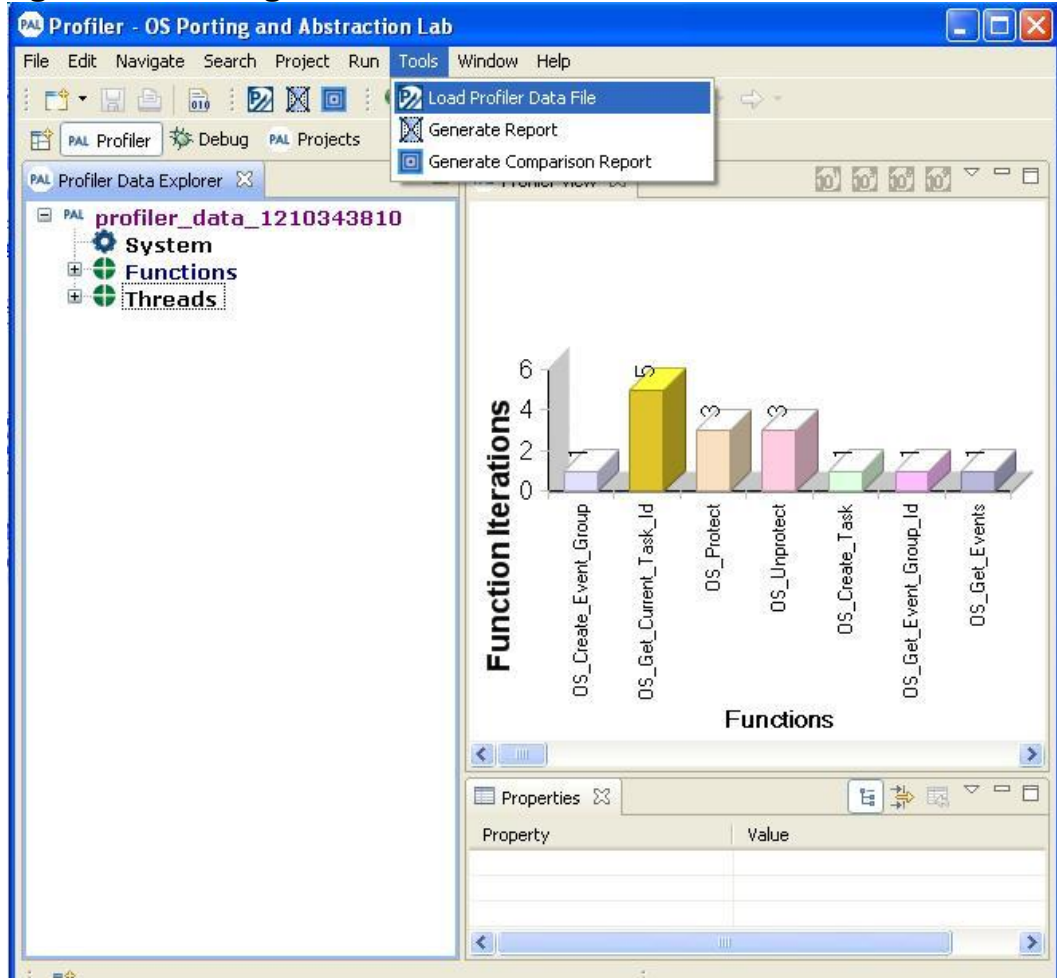 PAL Profiler - OS Porting and Abstraction Lab
File Edit Navigate Search Project Run Tools Window Help
Load Profiler Data File
Generate Report
Generate Comparison Report
PAL Profiler Debug PAL Projects
PAL Profiler Data Explorer
PAL profiler_data_1210343810
System
Functions
Threads
6
4
2
0
1
5
3
3
1
1
1
Function Iterations
OS_Create_Event_Group
OS_Get_Current_Task_Id
OS_Protect
OS_Unprotect
OS_Create_Task
OS_Get_Event_Group_Id
OS_Get_Events
Functions
Properties
Property Value